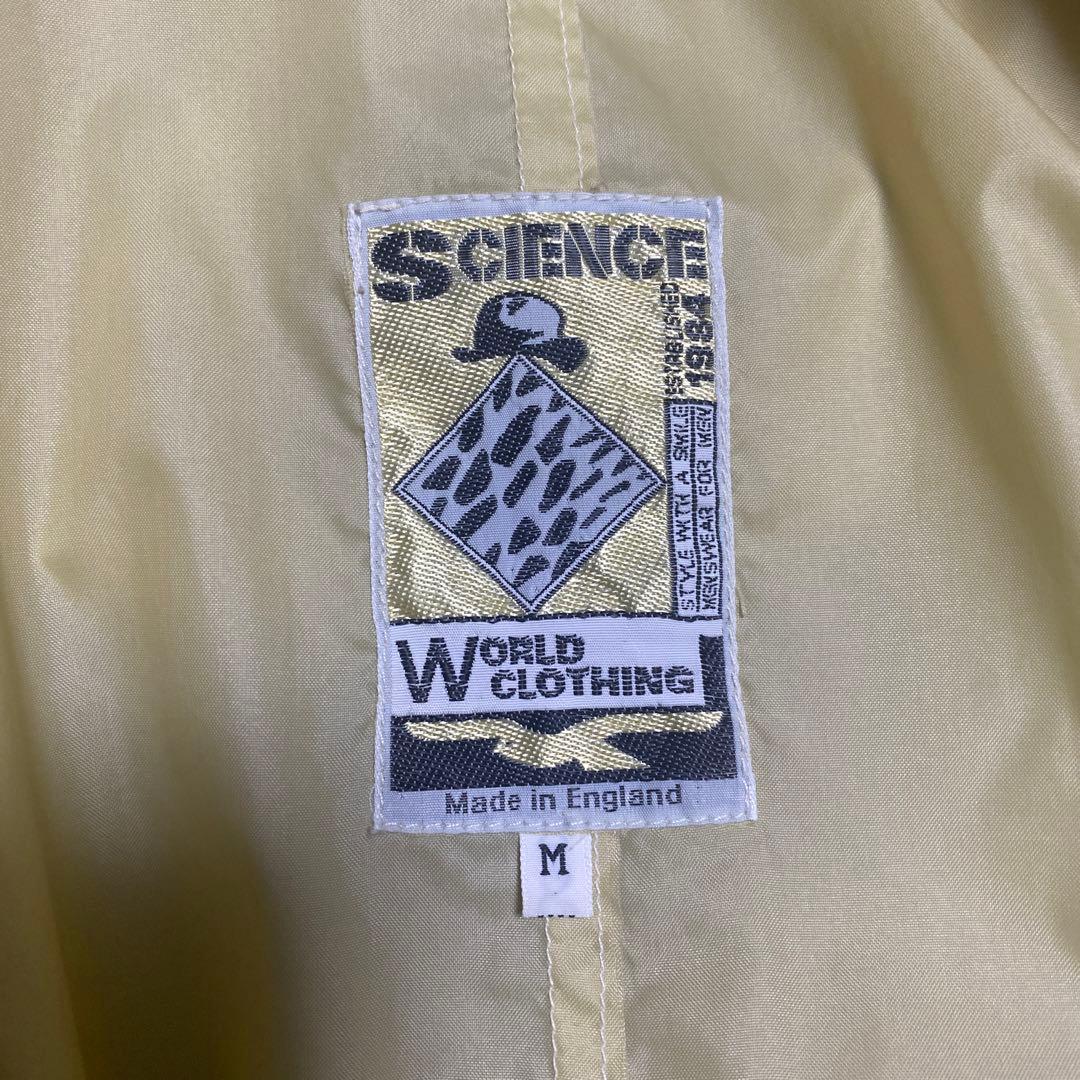 SCIENCE
ESTABLISHED
1984
STYLE WITH A SMILE
MENSWEAR FOR MEN
WORLD
CLOTHING
Made in England
M